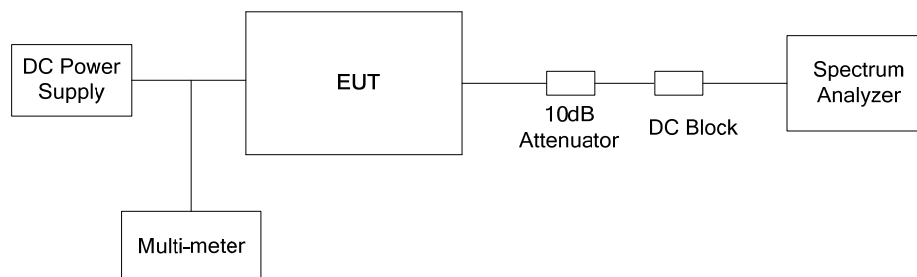 DC Power
Supply
EUT
10dB
Attenuator
DC Block
Spectrum
Analyzer
Multi-meter